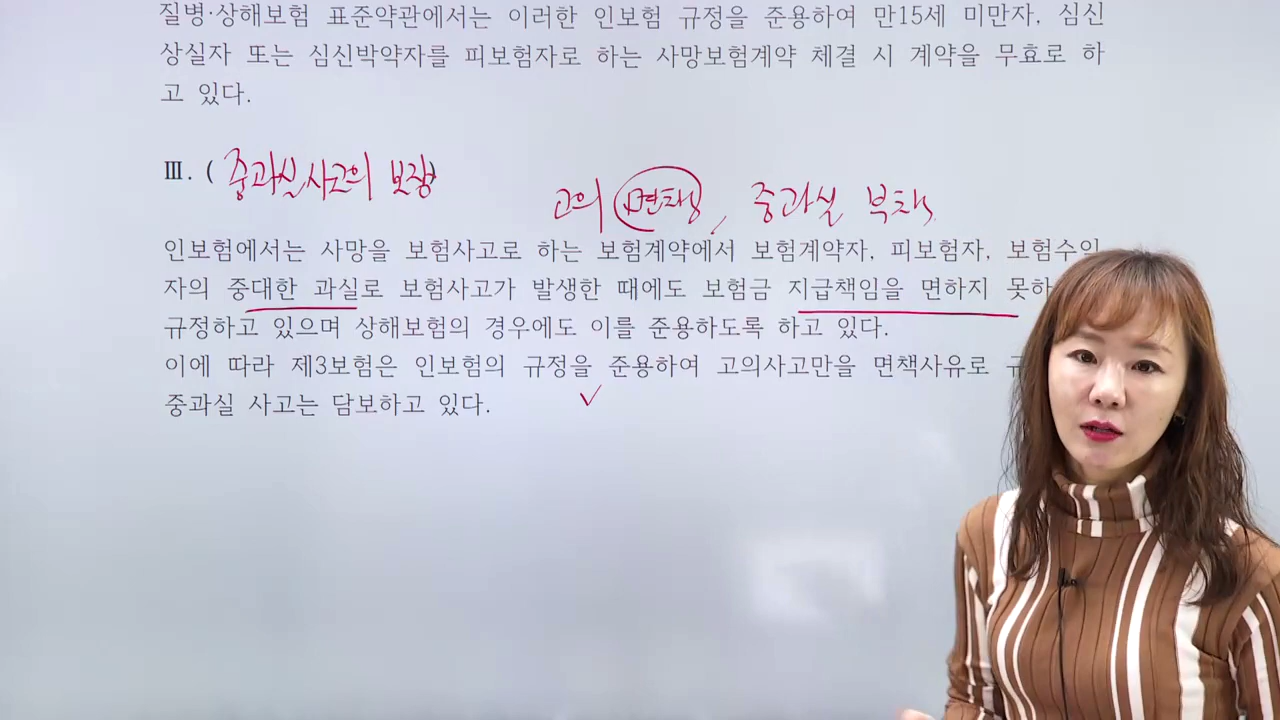 질병·상해보험 표준약관에서는 이러한 인보험 규정을 준용하여 만15세 미만자, 심신
상실자 또는 심신박약자를 피보험자로 하는 사망보험계약 체결 시 계약을 무효로 하
고 있다.
Ⅲ. ( 중과실사고의 보장)
고의 면책, 중과실 부책
인보험에서는 사망을 보험사고로 하는 보험계약에서 보험계약자, 피보험자, 보험수익
자의 중대한 과실로 보험사고가 발생한 때에도 보험금 지급책임을 면하지 못하
규정하고 있으며 상해보험의 경우에도 이를 준용하도록 하고 있다.
이에 따라 제3보험은 인보험의 규정을 준용하여 고의사고만을 면책사유로
중과실 사고는 담보하고 있다.